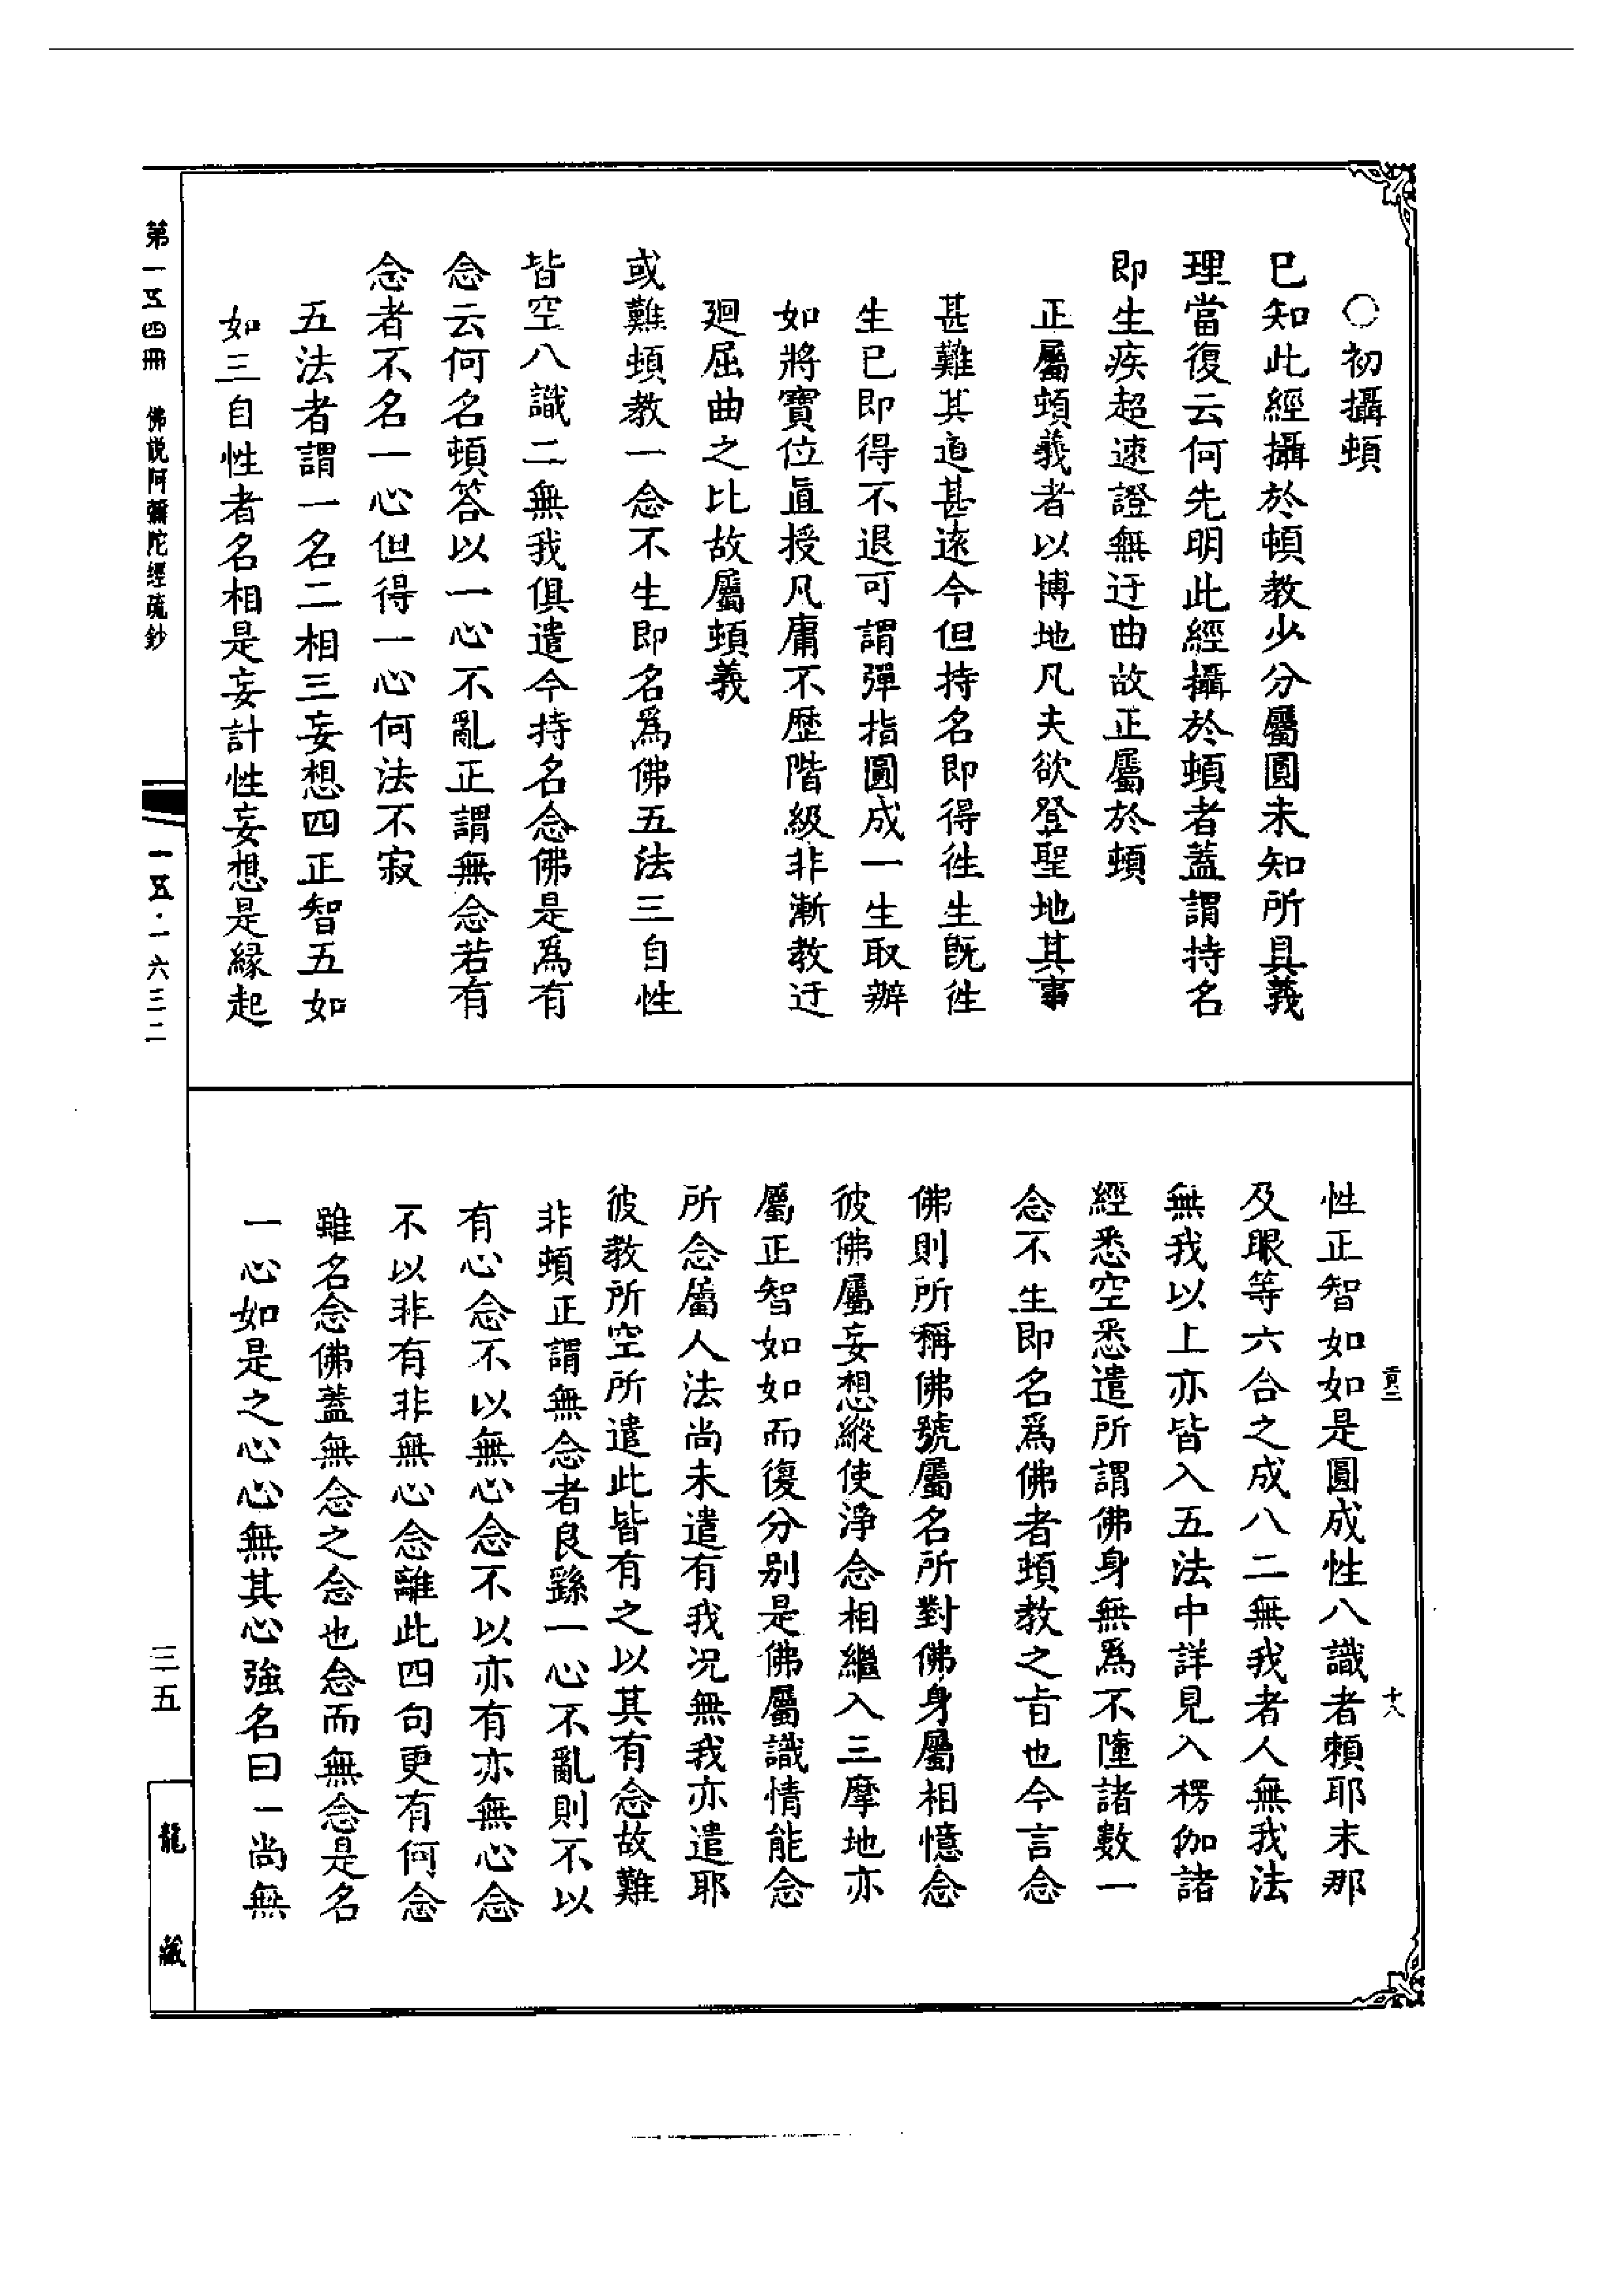 ○初攝頓
已知此經攝於頓教少分屬圓未知所具義
理當復云何先明此經攝於頓者蓋謂持名
即生疾超速證無迂曲故正屬於頓
正屬頓義者以博地凡夫欲登聖地其事
甚難其道甚遠今但持名即得徃生既徃
生已即得不退可謂彈指圓成一生取辦
如將寶位直授凡庸不歷階級非漸教迂
廻屈曲之比故屬頓義
或難頓教一念不生即名爲佛五法三自性
皆空八識二無我俱遣今持名念佛是爲有
念云何名頓答以一心不亂正謂無念若有
念者不名一心但得一心何法不寂
五法者謂一名二相三妄想四正智五如
如三自性者名相是妄計性妄想是緣起
性正智如如是圓成性八識者賴耶末那
及眼等六合之成八二無我者人無我法
無我以上亦皆入五法中詳見入楞伽諸
經悉空悉遣所謂佛身無爲不墮諸數一
念不生即名爲佛者頓教之旨也今言念
佛則所稱佛號屬名所對佛身屬相憶念
彼佛屬妄想縱使淨念相繼入三摩地亦
屬正智如如而復分別是佛屬識情能念
所念屬人法尚未遣有我况無我亦遣耶
彼教所空所遣此皆有之以其有念故難
非頓正謂無念者良繇一心不亂則不以
有心念不以無心念不以亦有亦無心念
不以非有非無心念離此四句更有何念
雖名念佛蓋無念之念也念而無念是名
一心如是之心心無其心強名曰一尚無
貢二
十八
第一五四冊 佛說阿彌陀經疏鈔
一五·一六三二
三五
龍藏